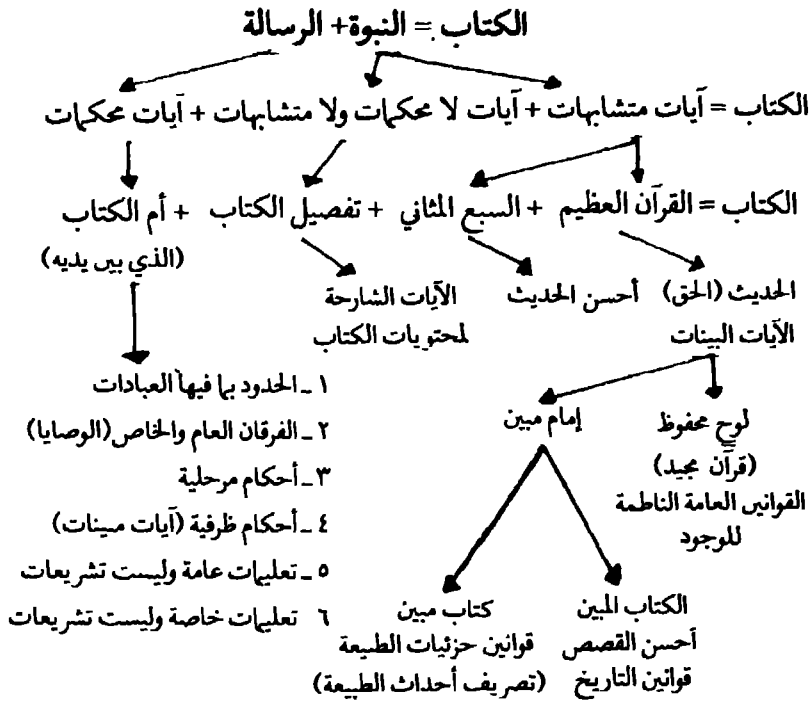 الكتاب = النبوة + الرسالة
الكتاب = آيات متشابهات + آيات لا محكمات ولا متشابهات + آيات محكمات
الكتاب = القرآن العظيم + السبع المثاني + تفصيل الكتاب + أم الكتاب
(الذي بين يديه)
الحديث (الحق)
الآيات البينات
أحسن الحديث
الآيات الشارحة
لمحتويات الكتاب
١ ـ الحدود بما فيها العبادات
٢ ـ الفرقان العام والخاص (الوصايا)
٣ ـ أحكام مرحلية
٤ ـ أحكام ظرفية (آيات مبينات)
٥ ـ تعليمات عامة وليست تشريعات
٦ تعليمات خاصة وليست تشريعات
لوح محفوظ
=
(قرآن مجيد)
القوانين العامة الناظمة
للوجود
إمام مبين
الكتاب المبين
أحسن القصص
قوانين التاريخ
كتاب مبين
قوانين جزئيات الطبيعة
(تصريف أحداث الطبيعة)